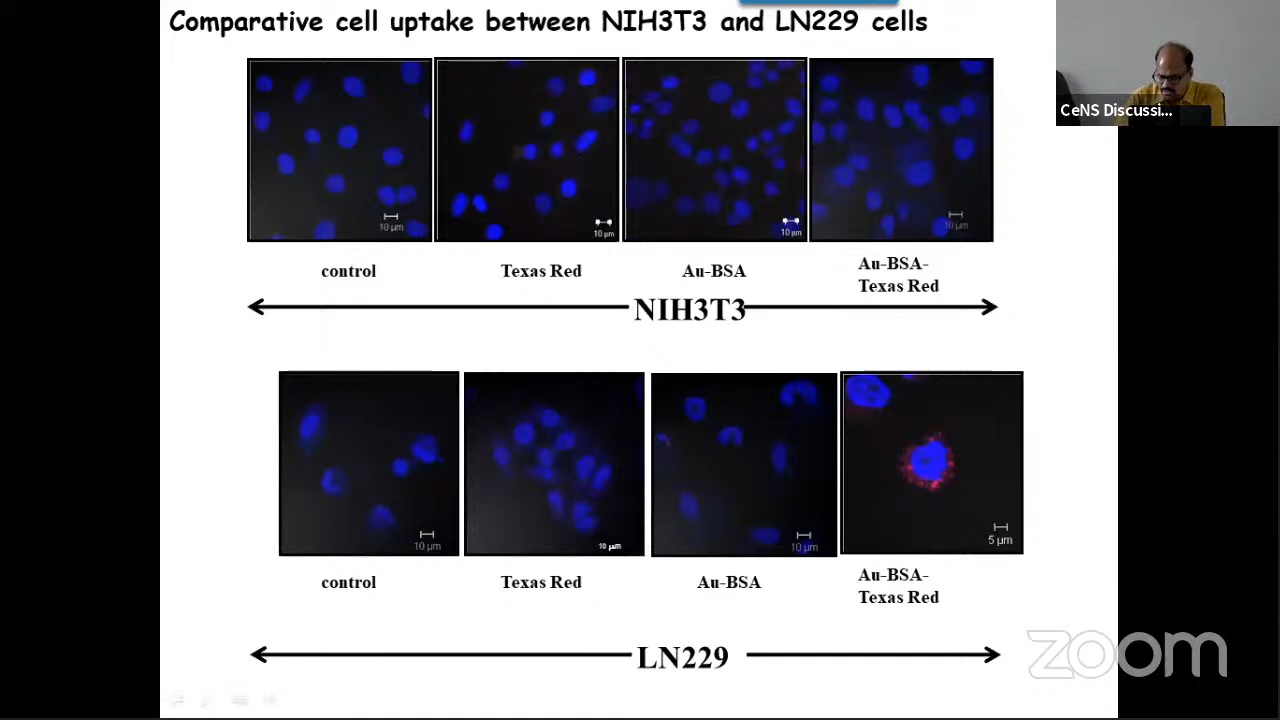 Comparative cell uptake between NIH3T3 and LN229 cells
CeNS Discussi...
10 µm
10 µm
10 µm
10 µm
control
Texas Red
Au-BSA
Au-BSA-
Texas Red
NIH3T3
10 µm
10 µm
10 µm
5 µm
control
Texas Red
Au-BSA
Au-BSA-
Texas Red
LN229
zoom